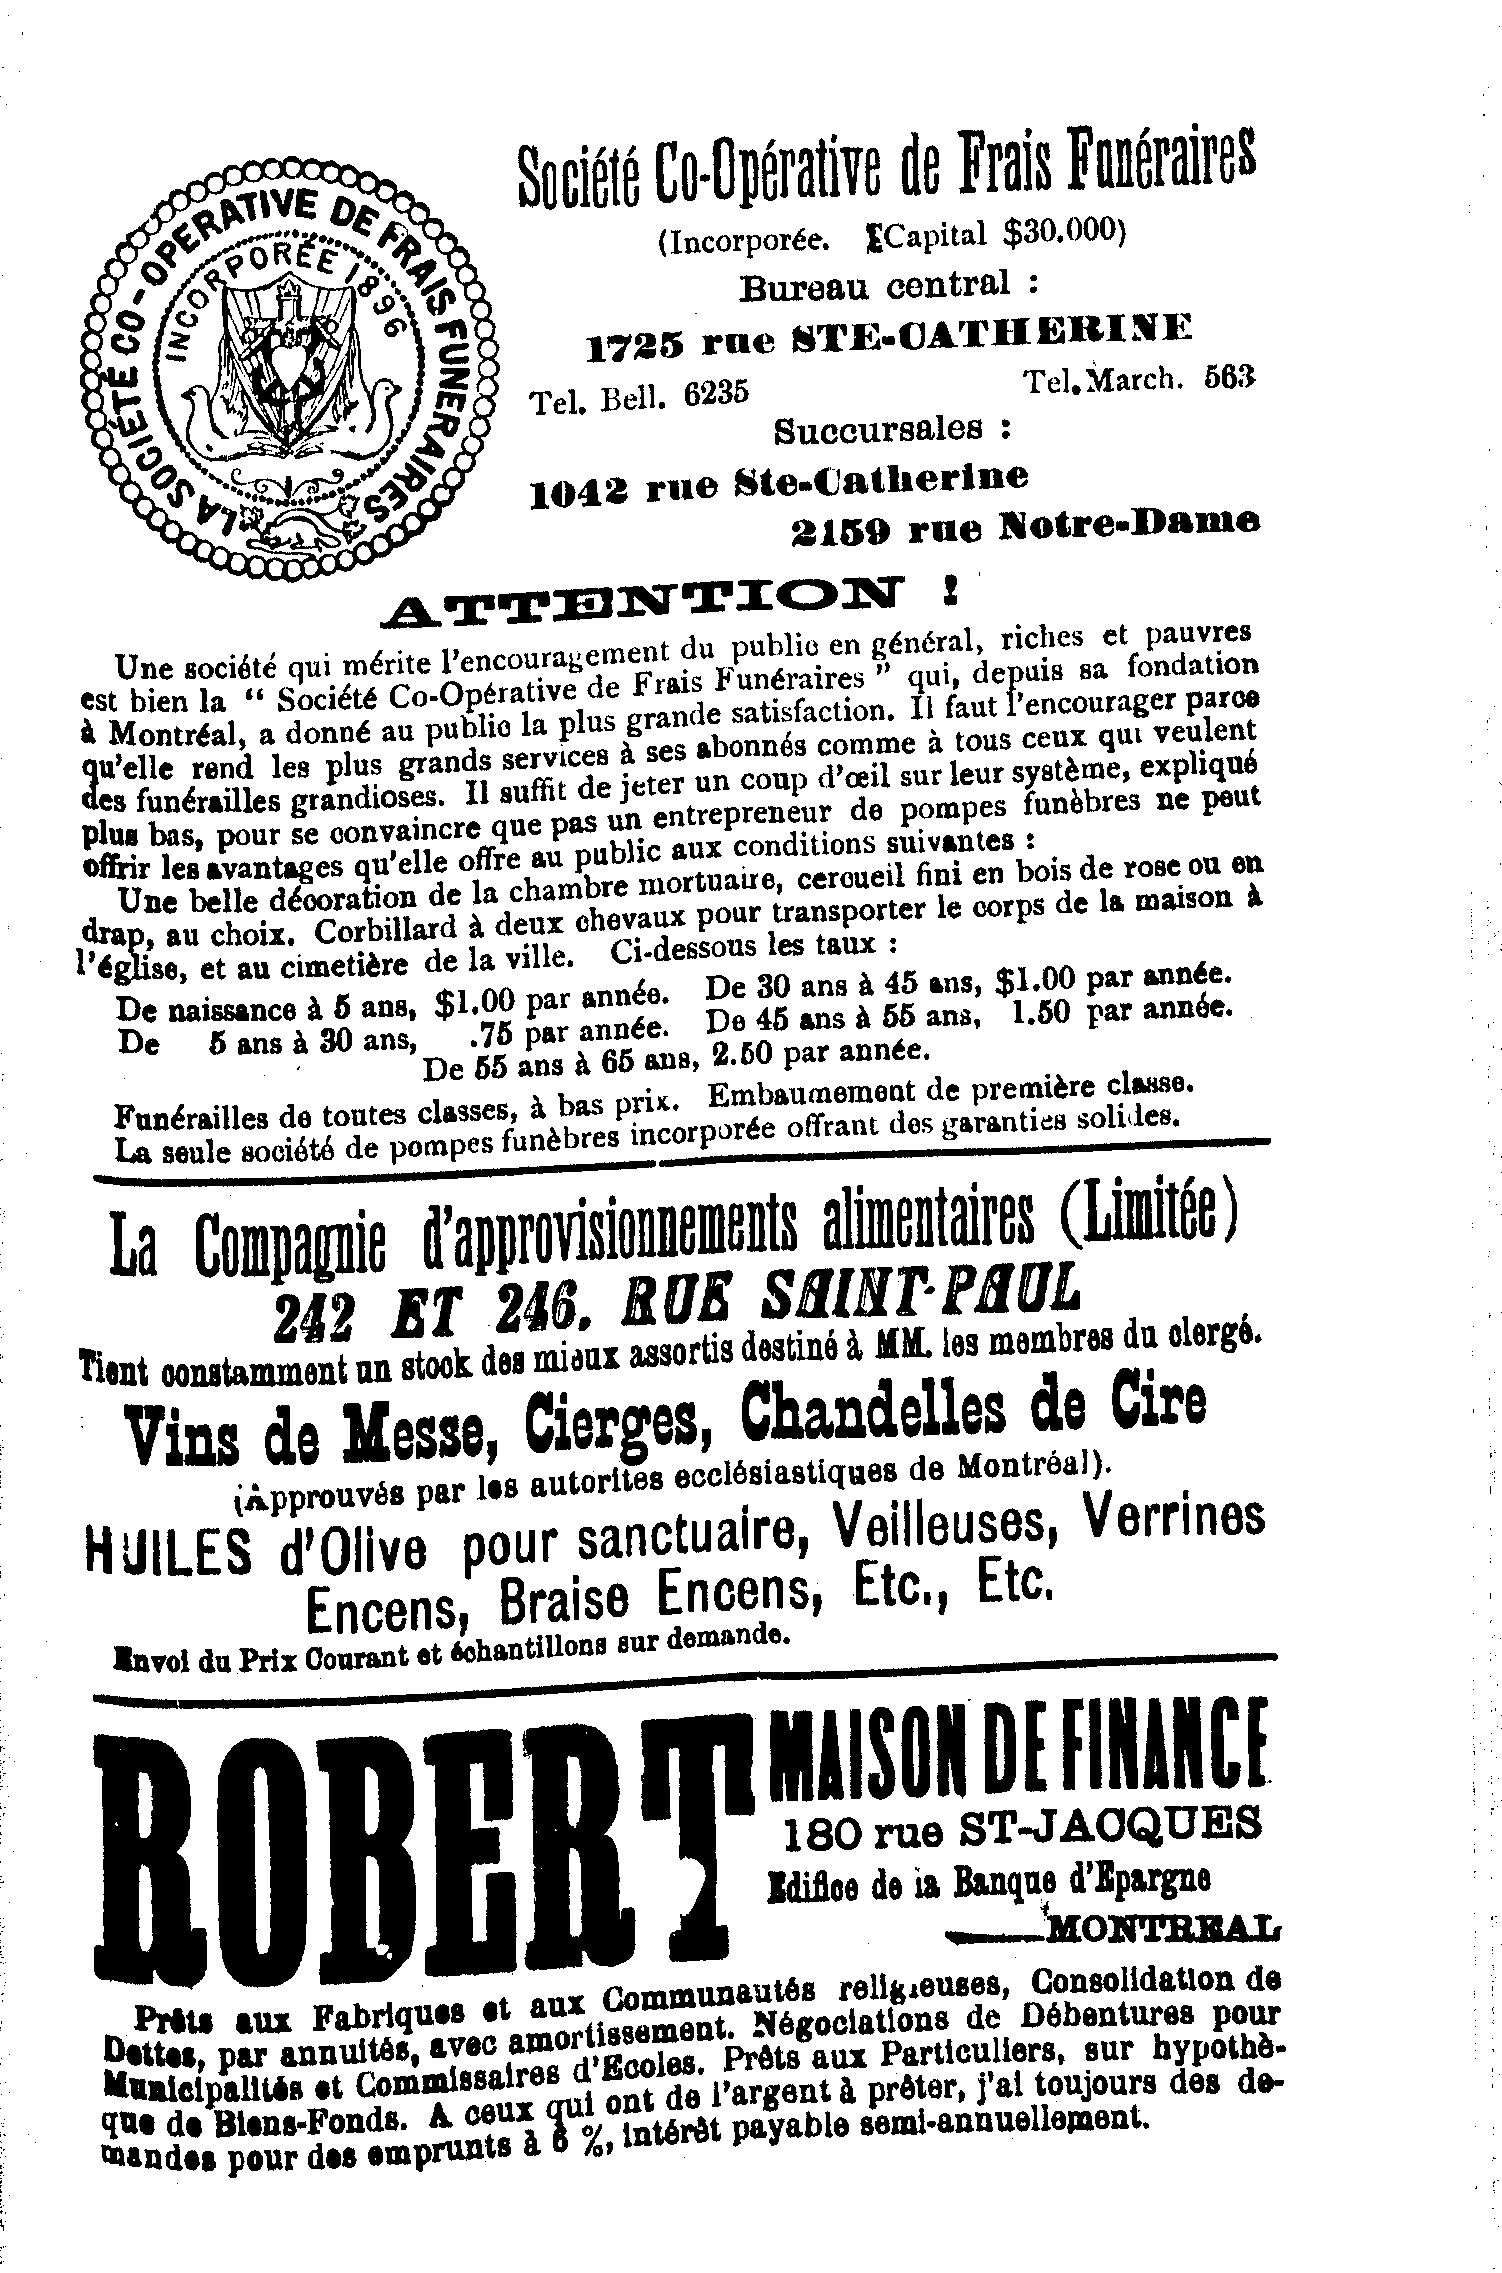 LA SOCIÉTÉ CO-OPERATIVE DE FRAIS FUNERAIRES
INCORPORÉE 1896
Société Co-Opérative de Frais Funéraires
(Incorporée. Capital $30.000)
Bureau central :
1725 rue STE-CATHERINE
Tel. Bell. 6235 Tel. March. 563
Succursales :
1042 rue Ste-Catherine
2159 rue Notre-Dame
ATTENTION !
Une société qui mérite l'encouragement du public en général, riches et pauvres
est bien la " Société Co-Opérative de Frais Funéraires " qui, depuis sa fondation
à Montréal, a donné au public la plus grande satisfaction. Il faut l'encourager parce
qu'elle rend les plus grands services à ses abonnés comme à tous ceux qui veulent
des funérailles grandioses. Il suffit de jeter un coup d'œil sur leur système, expliqué
plus bas, pour se convaincre que pas un entrepreneur de pompes funèbres ne peut
offrir les avantages qu'elle offre au public aux conditions suivantes :
Une belle décoration de la chambre mortuaire, cercueil fini en bois de rose ou en
drap, au choix. Corbillard à deux chevaux pour transporter le corps de la maison à
l'église, et au cimetière de la ville. Ci-dessous les taux :
De naissance à 5 ans, $1.00 par année. De 30 ans à 45 ans, $1.00 par année.
De 5 ans à 30 ans, .75 par année. De 45 ans à 55 ans, 1.50 par année.
De 55 ans à 65 ans, 2.50 par année.
Funérailles de toutes classes, à bas prix. Embaumement de première classe.
La seule société de pompes funèbres incorporée offrant des garanties solides.
La Compagnie d'approvisionnements alimentaires (Limitée)
242 ET 246, RUE SAINT-PAUL
Tient constamment un stock des mieux assortis destiné à MM. les membres du clergé.
Vins de Messe, Cierges, Chandelles de Cire
(Approuvés par les autorites ecclésiastiques de Montréal).
HUILES d'Olive pour sanctuaire, Veilleuses, Verrines
Encens, Braise Encens, Etc., Etc.
Envoi du Prix Courant et échantillons sur demande.
ROBERT MAISON DE FINANCE
180 rue ST-JACQUES
Edifice de la Banque d'Epargne
MONTREAL
Prêts aux Fabriques et aux Communautés religieuses, Consolidation de
Dettes, par annuités, avec amortissement. Négociations de Débentures pour
Municipalités et Commissaires d'Ecoles. Prêts aux Particuliers, sur hypothè-
que de Biens-Fonds. A ceux qui ont de l'argent à prêter, j'ai toujours des de-
mandes pour des emprunts à 6 %, intérêt payable semi-annuellement.